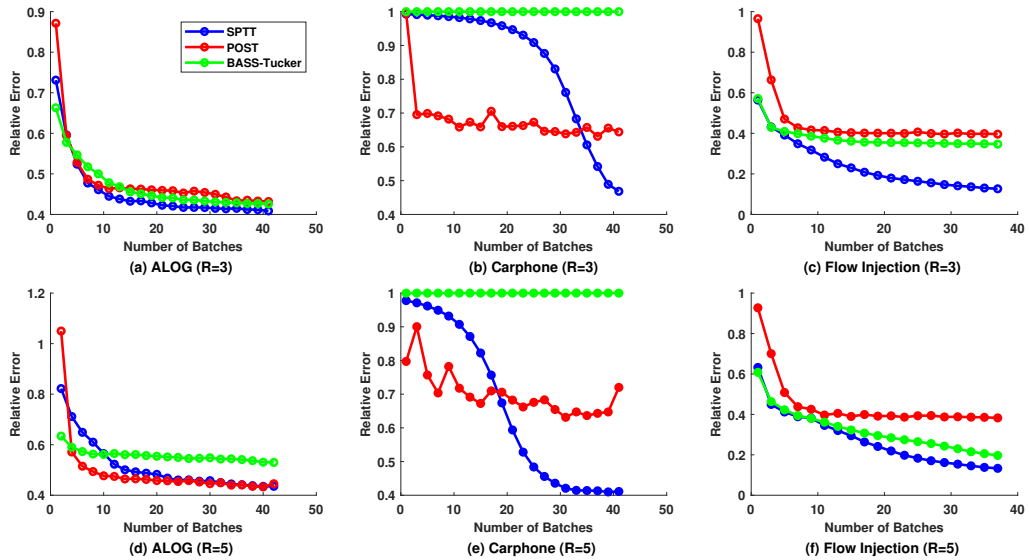 0.9
0.8
0.7
0.6
0.5
0.4
Relative Error
0 10 20 30 40 50
Number of Batches
SPTT
POST
BASS-Tucker
(a) ALOG (R=3)
1
0.9
0.8
0.7
0.6
0.5
0.4
Relative Error
0 10 20 30 40 50
Number of Batches
(b) Carphone (R=3)
1
0.8
0.6
0.4
0.2
0
Relative Error
0 10 20 30 40
Number of Batches
(c) Flow Injection (R=3)
1.2
1
0.8
0.6
0.4
Relative Error
0 10 20 30 40 50
Number of Batches
(d) ALOG (R=5)
1
0.9
0.8
0.7
0.6
0.5
0.4
Relative Error
0 10 20 30 40 50
Number of Batches
(e) Carphone (R=5)
1
0.8
0.6
0.4
0.2
0
Relative Error
0 10 20 30 40
Number of Batches
(f) Flow Injection (R=5)